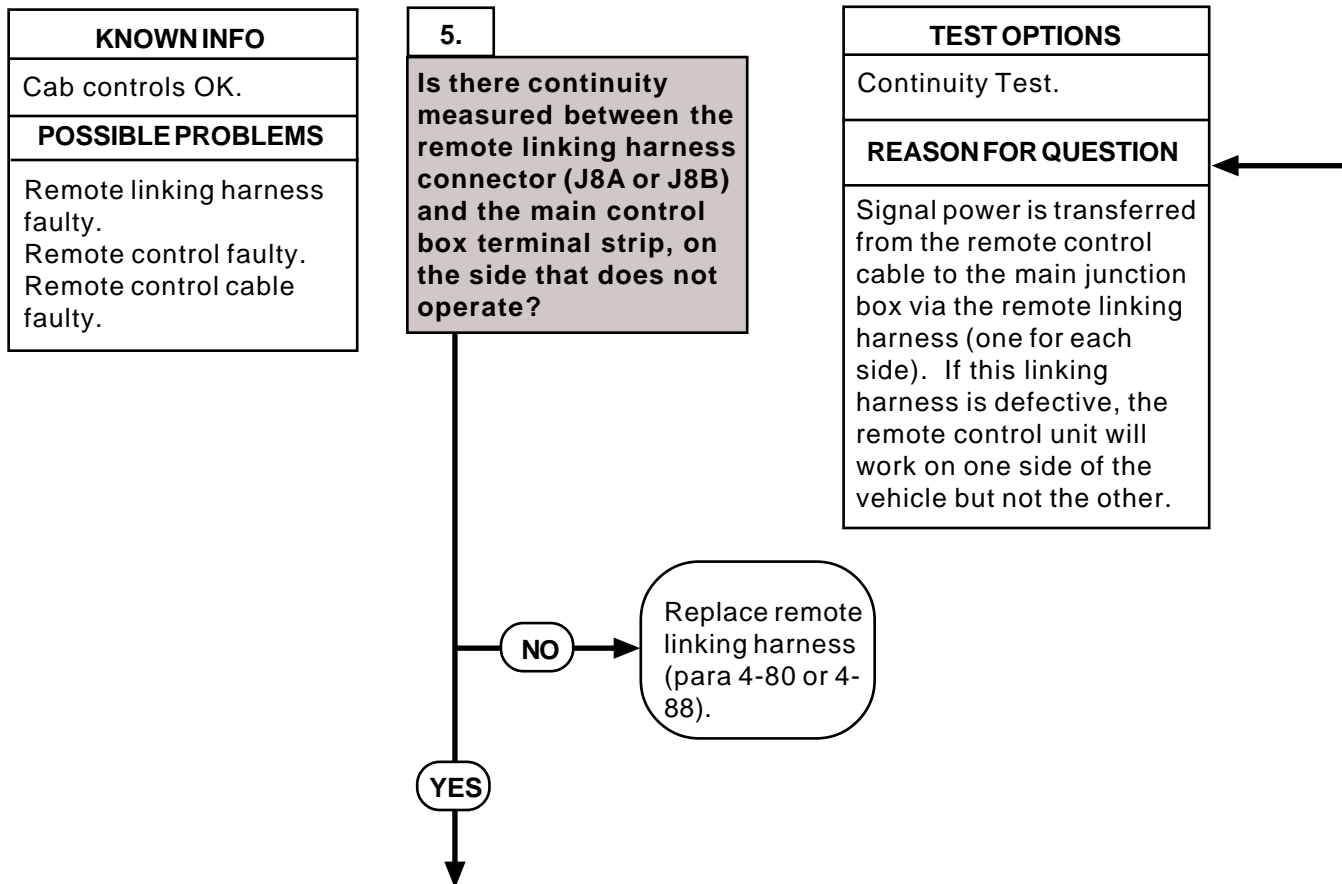 KNOWN INFO
Cab controls OK.
POSSIBLE PROBLEMS
Remote linking harness
faulty.
Remote control faulty.
Remote control cable
faulty.
5.
Is there continuity
measured between the
remote linking harness
connector (J8A or J8B)
and the main control
box terminal strip, on
the side that does not
operate?
TEST OPTIONS
Continuity Test.
REASON FOR QUESTION
Signal power is transferred
from the remote control
cable to the main junction
box via the remote linking
harness (one for each
side). If this linking
harness is defective, the
remote control unit will
work on one side of the
vehicle but not the other.
NO
Replace remote
linking harness
(para 4-80 or 4-
88).
YES